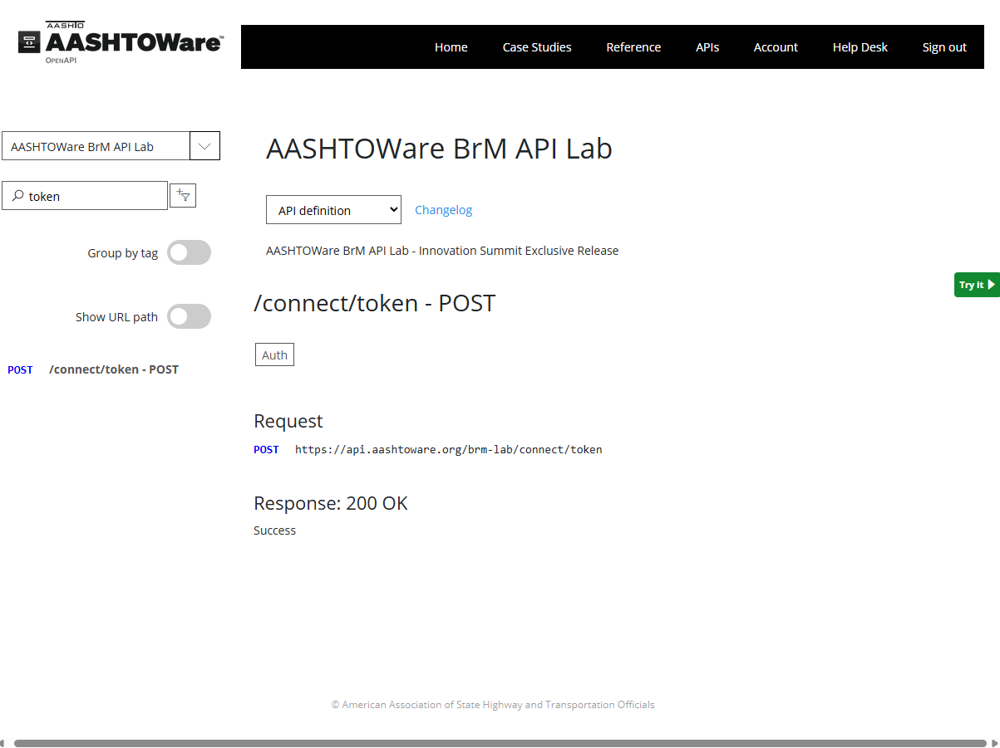 AASHTO
AASHTOWare™
OpenAPI
Home Case Studies Reference APIs Account Help Desk Sign out
AASHTOWare BrM API Lab
token
Group by tag
Show URL path
POST /connect/token - POST
AASHTOWare BrM API Lab
API definition Changelog
AASHTOWare BrM API Lab - Innovation Summit Exclusive Release
Try it
/connect/token - POST
Auth
Request
POST https://api.aashtoware.org/brm-lab/connect/token
Response: 200 OK
Success
© American Association of State Highway and Transportation Officials